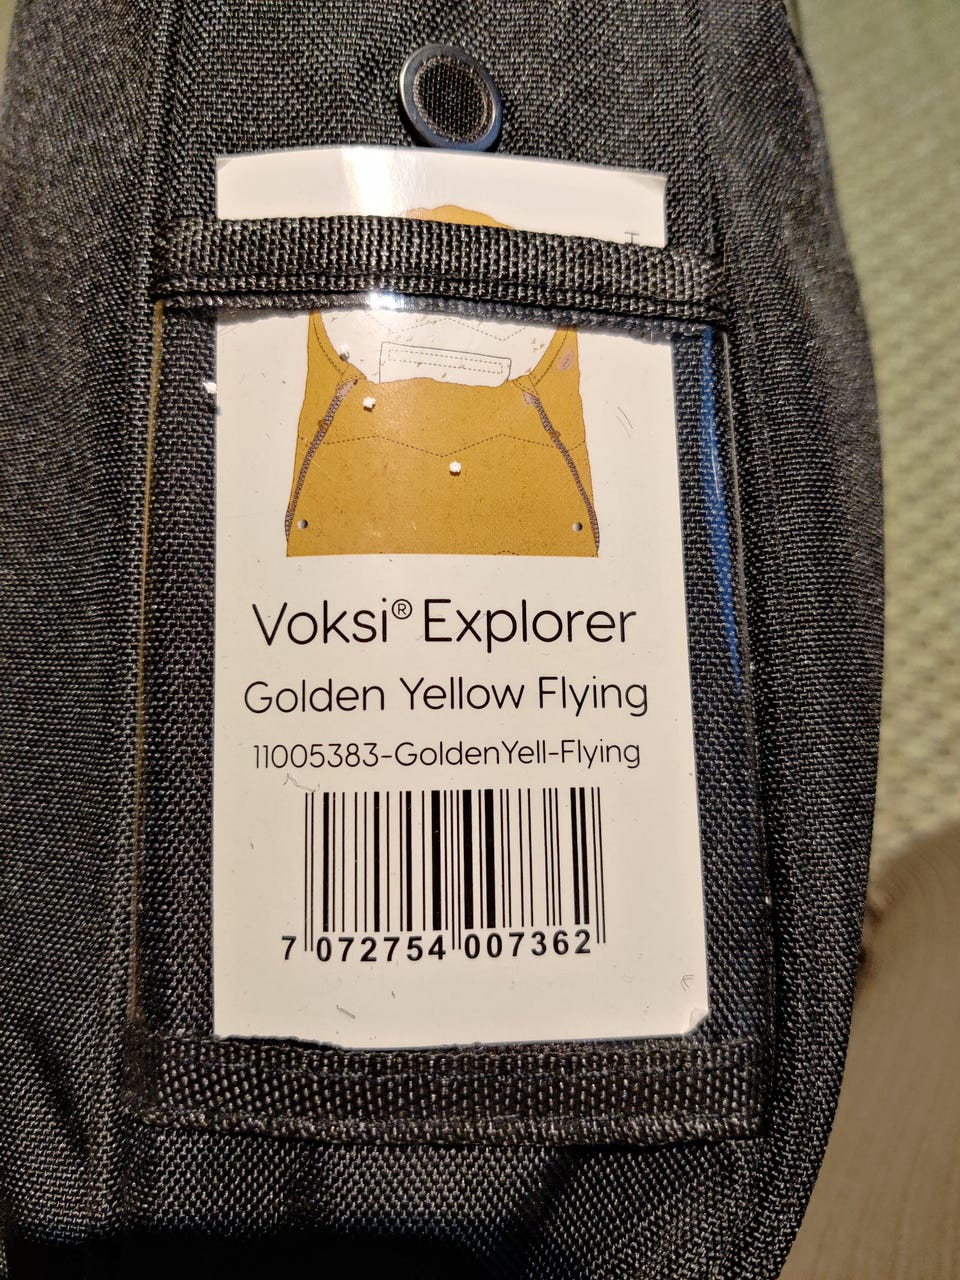 Voksi® Explorer
Golden Yellow Flying
11005383-GoldenYell-Flying
7 072754 007362